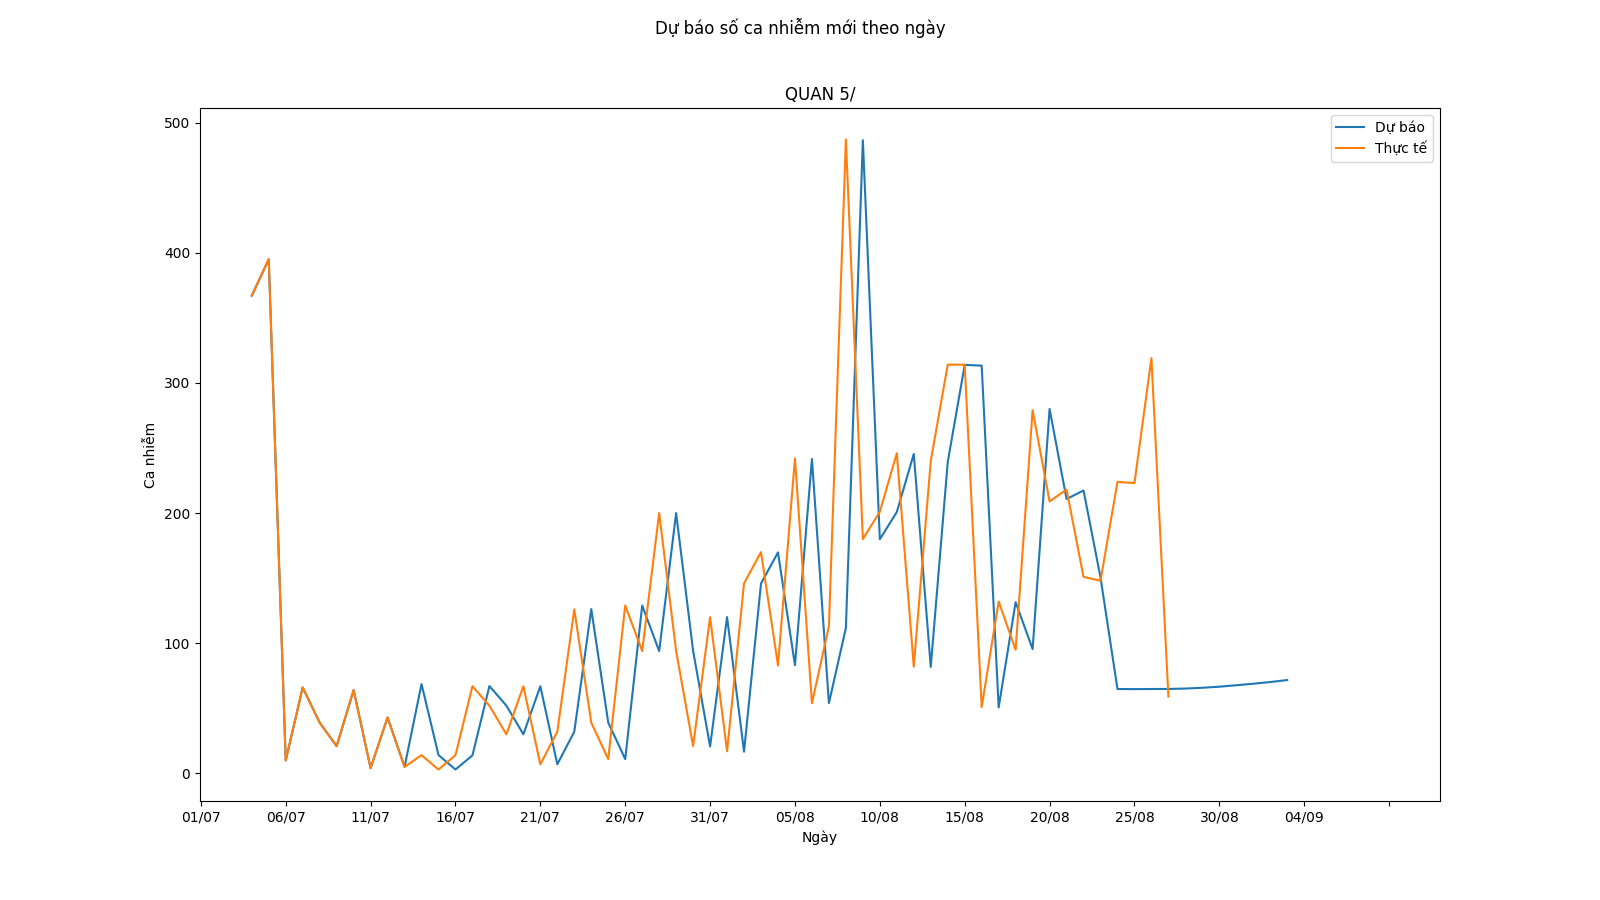 Dự báo số ca nhiễm mới theo ngày
QUAN 5/
Dự báo
Thực tế
500
400
300
200
100
0
Ca nhiễm
01/07 06/07 11/07 16/07 21/07 26/07 31/07 05/08 10/08 15/08 20/08 25/08 30/08 04/09
Ngày